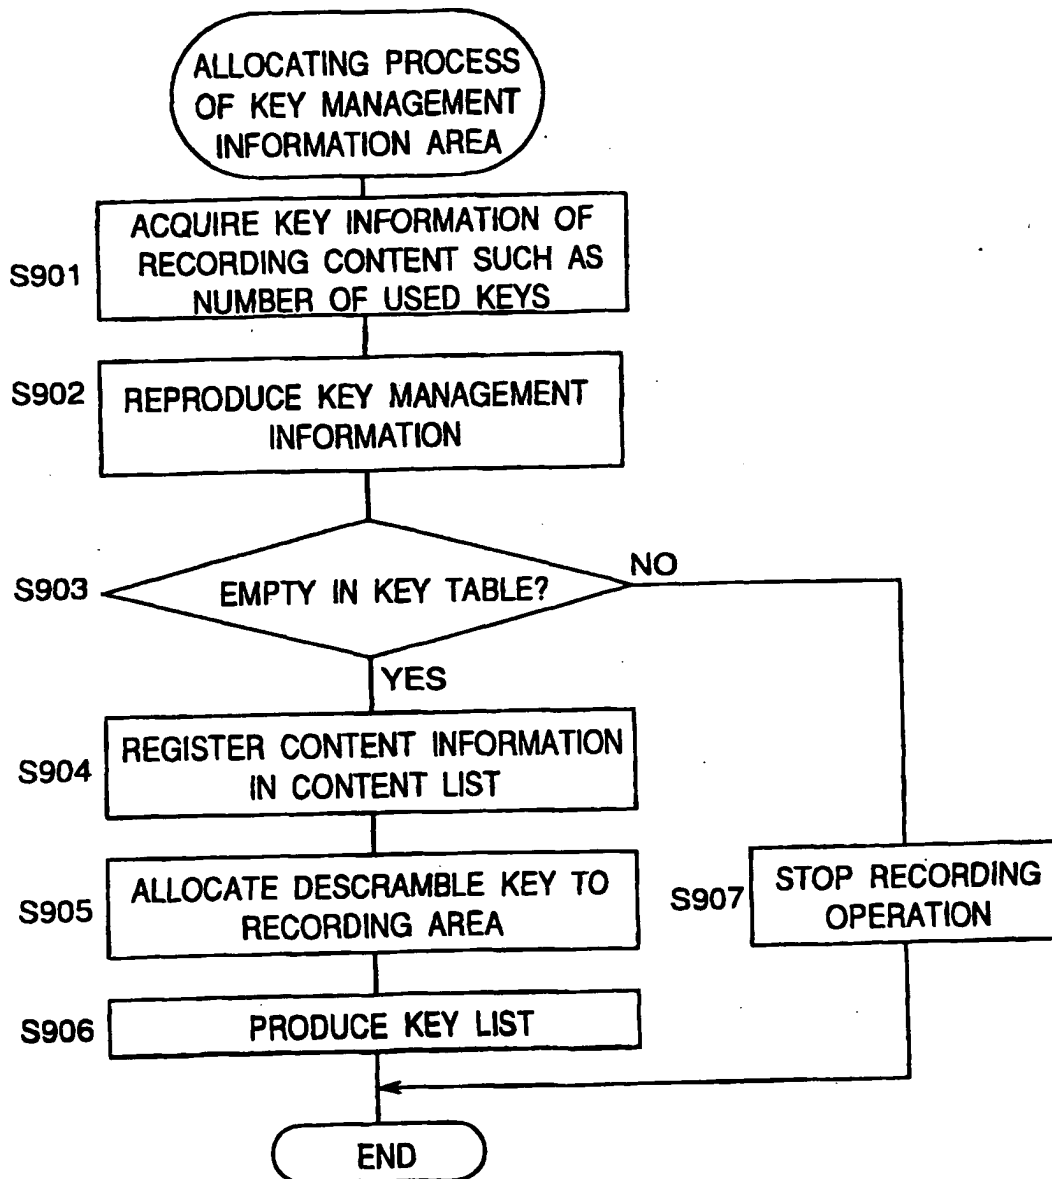 ALLOCATING PROCESS
OF KEY MANAGEMENT
INFORMATION AREA
S901
ACQUIRE KEY INFORMATION OF
RECORDING CONTENT SUCH AS
NUMBER OF USED KEYS
S902
REPRODUCE KEY MANAGEMENT
INFORMATION
S903
EMPTY IN KEY TABLE?
NO
YES
S904
REGISTER CONTENT INFORMATION
IN CONTENT LIST
S905
ALLOCATE DESCRAMBLE KEY TO
RECORDING AREA
S907
STOP RECORDING
OPERATION
S906
PRODUCE KEY LIST
END